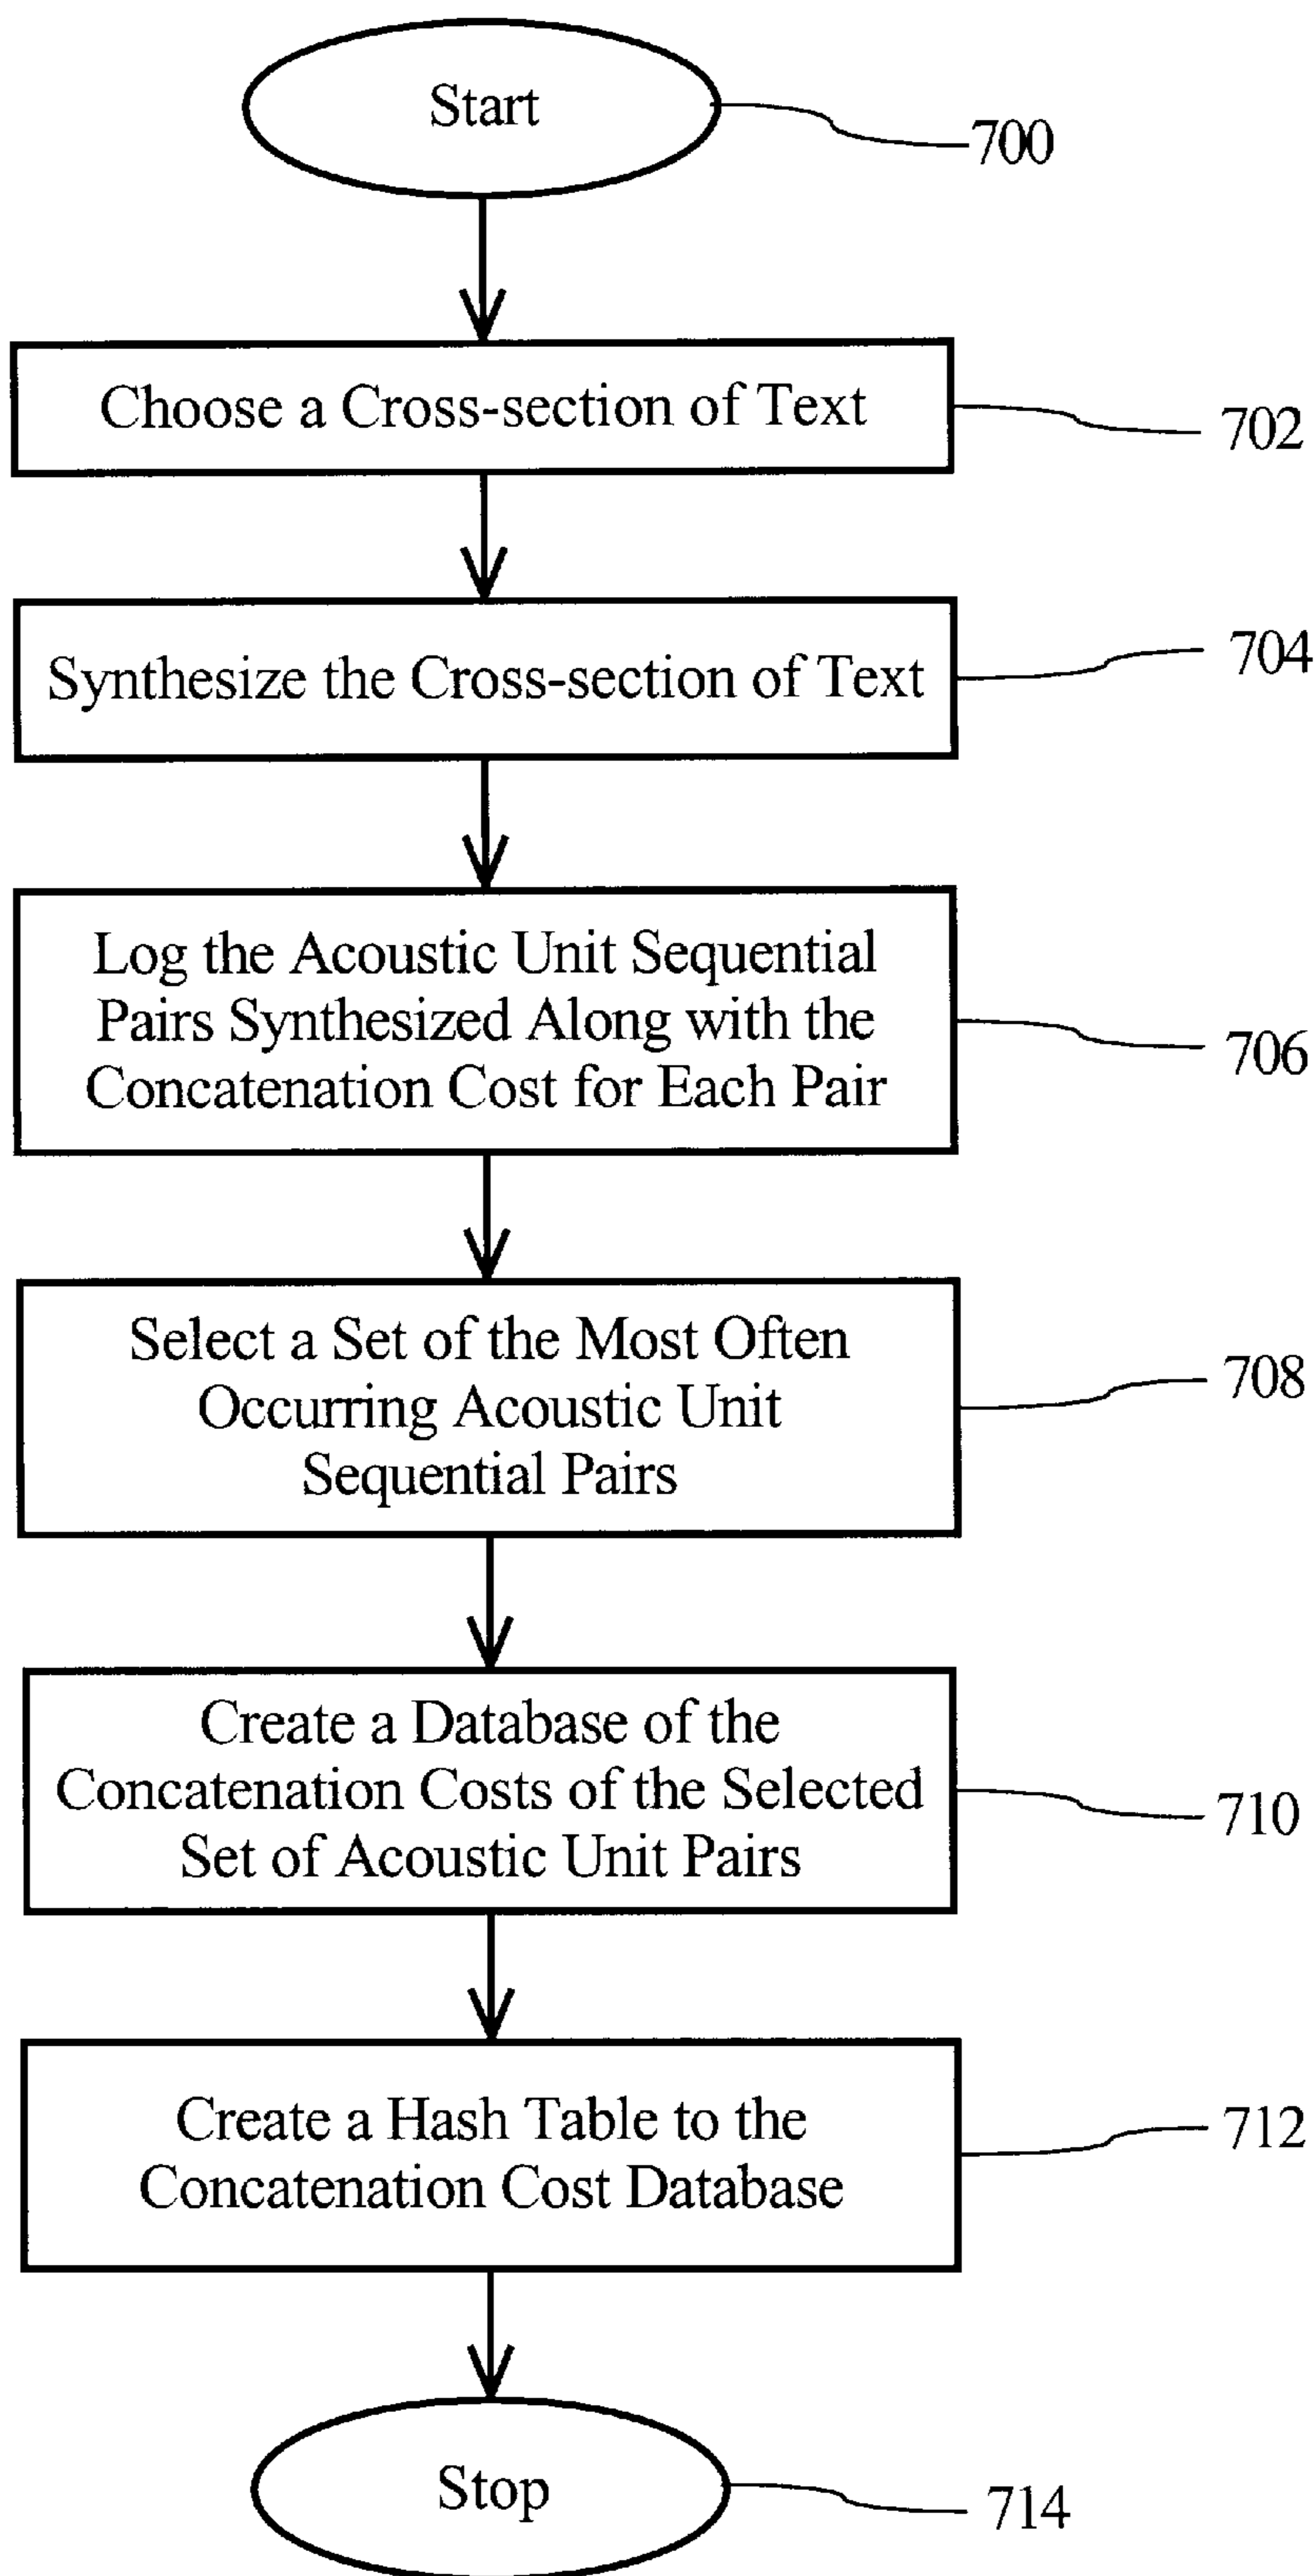 Start
700
Choose a Cross-section of Text
702
Synthesize the Cross-section of Text
704
Log the Acoustic Unit Sequential
Pairs Synthesized Along with the
Concatenation Cost for Each Pair
706
Select a Set of the Most Often
Occurring Acoustic Unit
Sequential Pairs
708
Create a Database of the
Concatenation Costs of the Selected
Set of Acoustic Unit Pairs
710
Create a Hash Table to the
Concatenation Cost Database
712
Stop
714